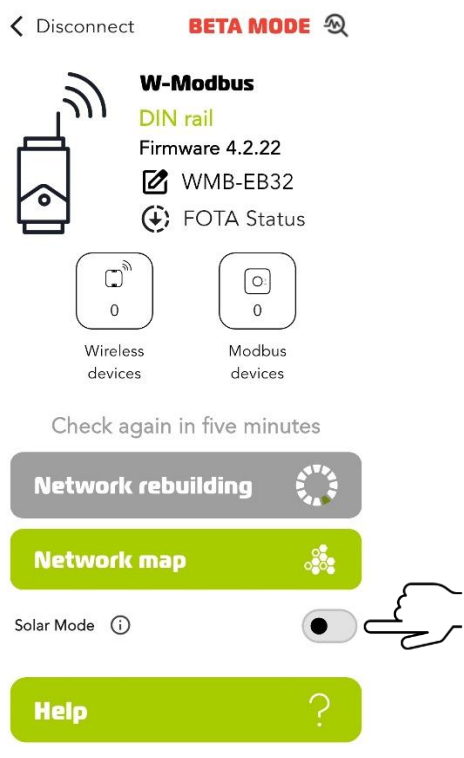 Disconnect BETA MODE
W-Modbus
DIN rail
Firmware 4.2.22
WMB-EB32
FOTA Status
0 0
Wireless devices Modbus devices
Check again in five minutes
Network rebuilding
Network map
Solar Mode
Help ?